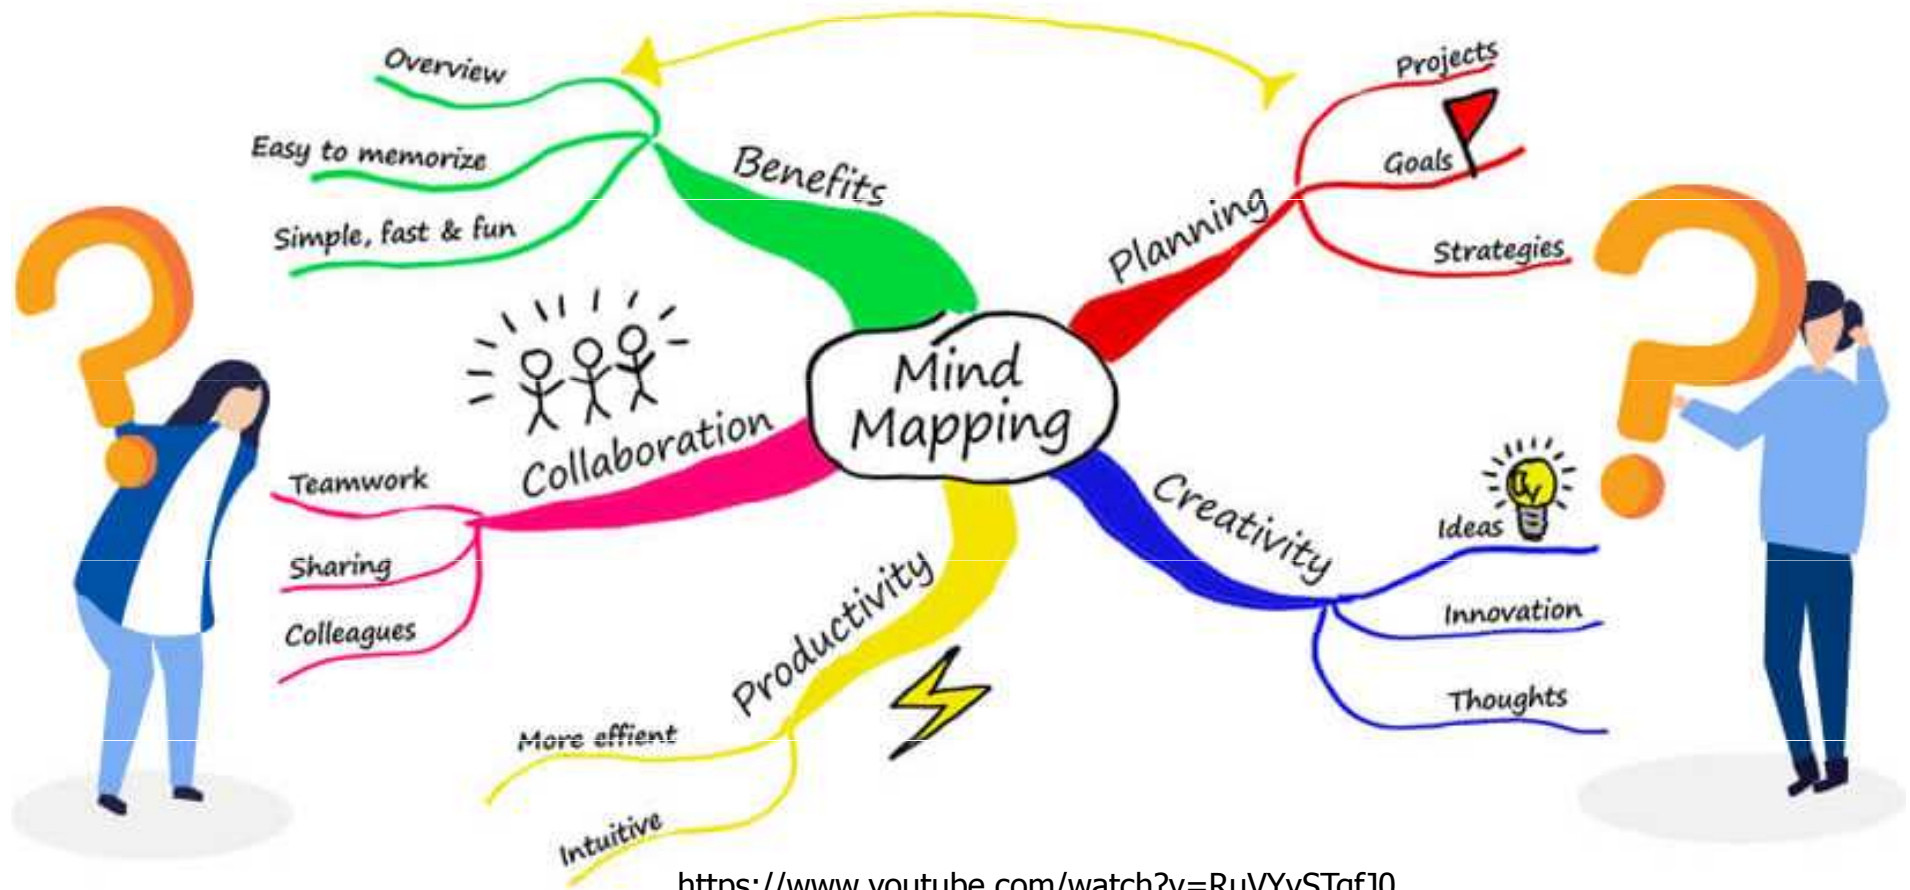 Mind
Mapping
Benefits
Overview
Easy to memorize
Simple, fast & fun
Planning
Projects
Goals
Strategies
Collaboration
Teamwork
Sharing
Colleagues
Creativity
Ideas
Innovation
Thoughts
Productivity
More effient
Intuitive